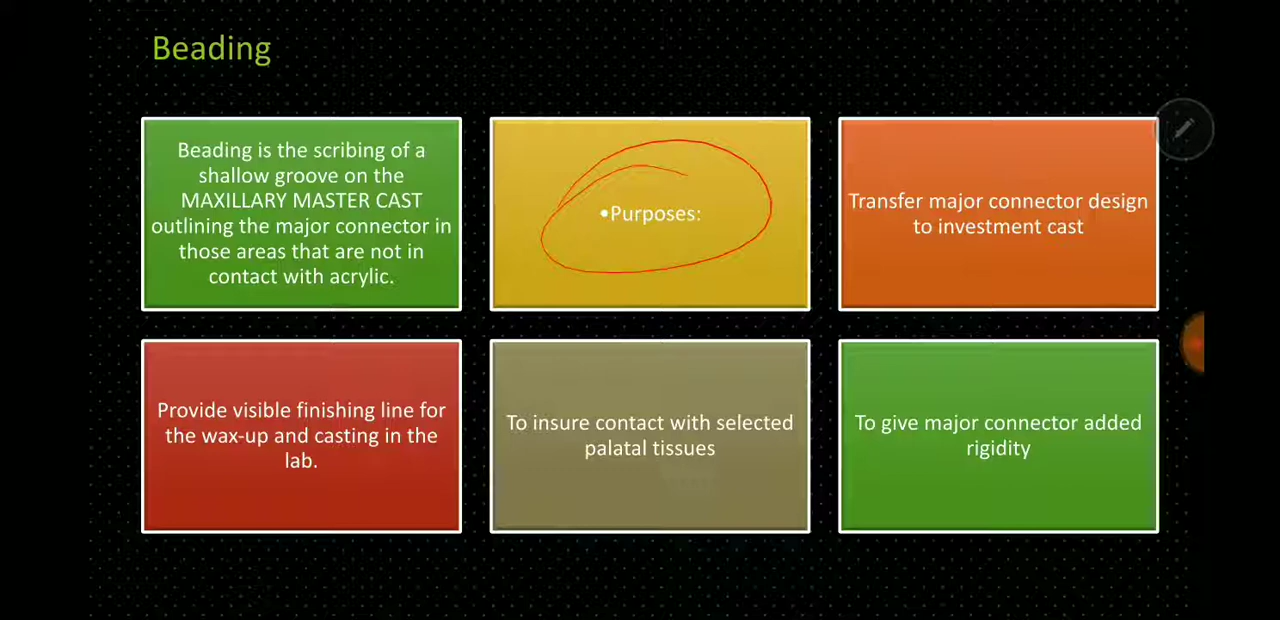 Beading
Beading is the scribing of a
shallow groove on the
MAXILLARY MASTER CAST
outlining the major connector in
those areas that are not in
contact with acrylic.
•Purposes:
Transfer major connector design
to investment cast
Provide visible finishing line for
the wax-up and casting in the
lab.
To insure contact with selected
palatal tissues
To give major connector added
rigidity